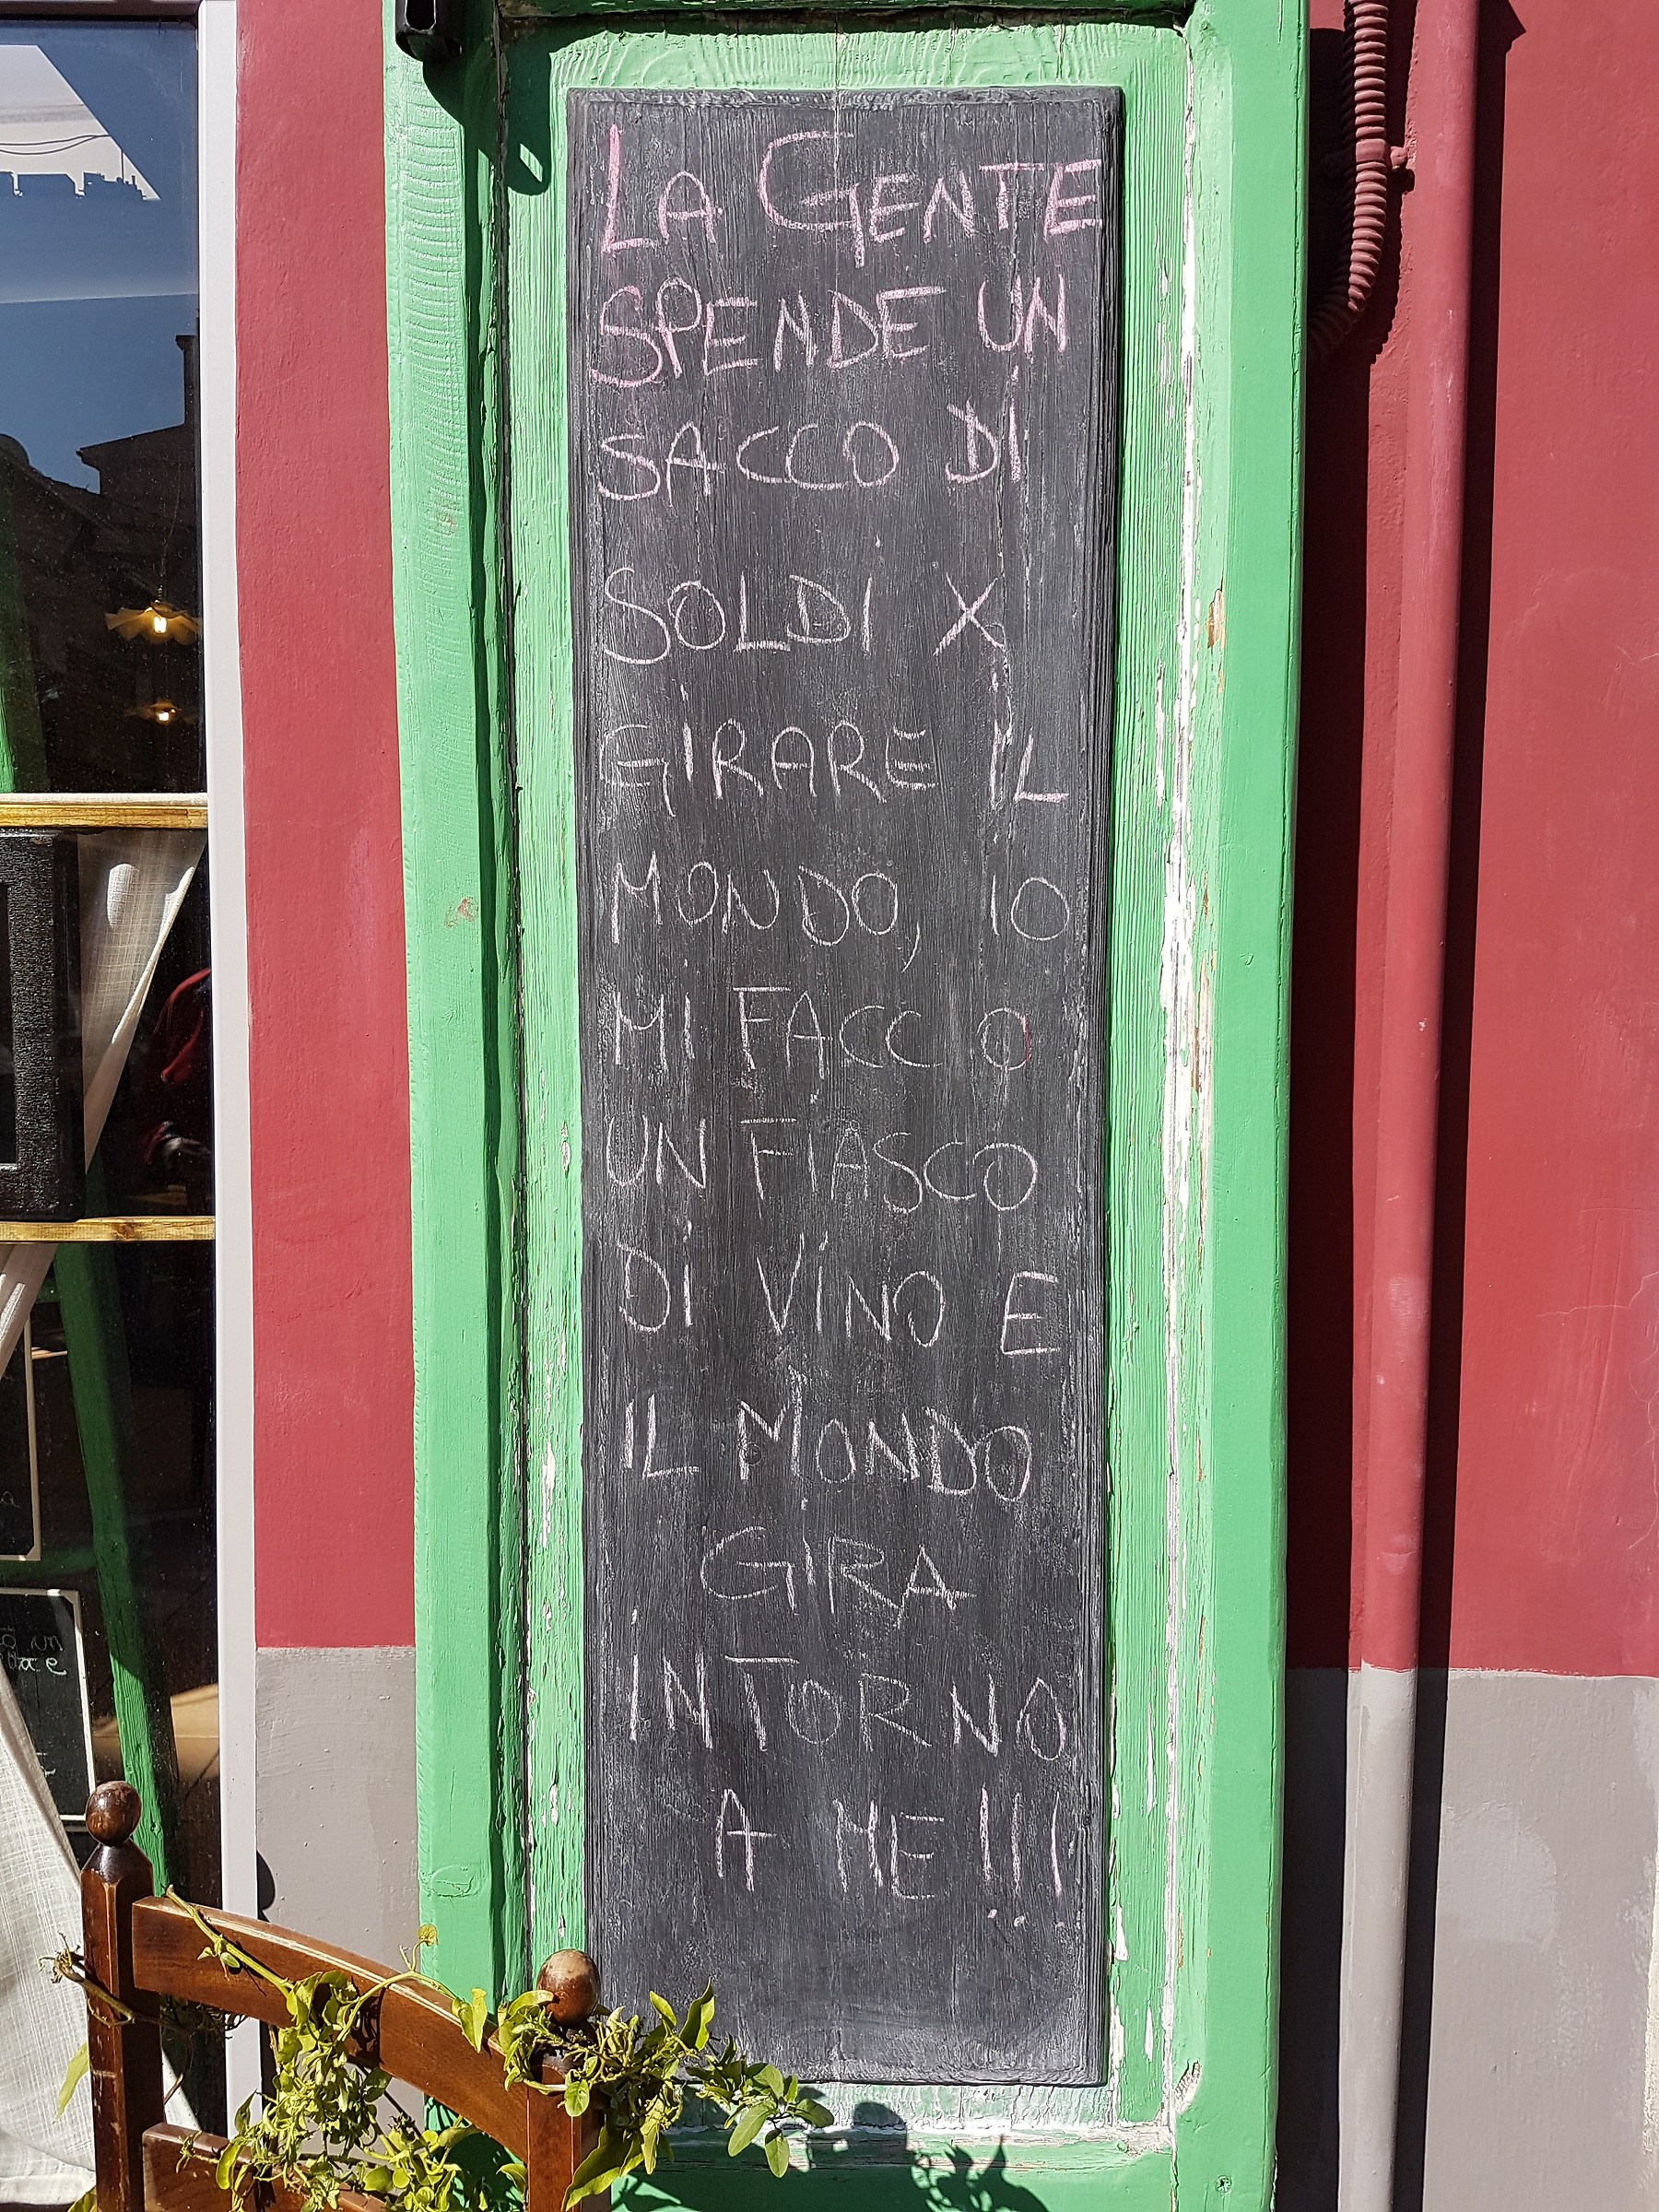 LA GENTE
SPENDE UN
SACCO DI
SOLDI X
GIRARE IL
MONDO, IO
MI FACCO
UN FIASCO
DI VINO E
IL MONDO
GIRA
INTORNO
A ME!!!